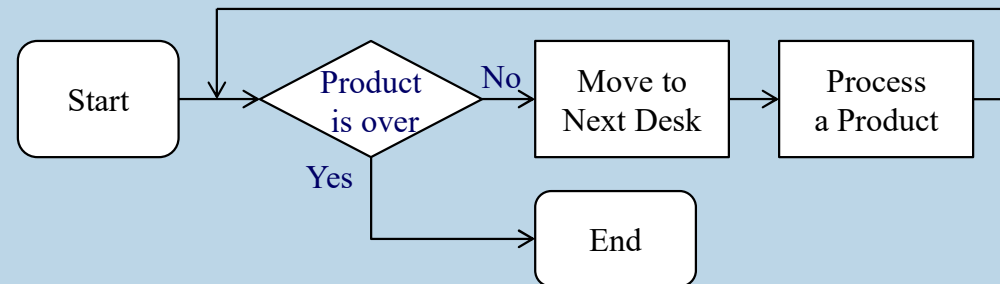 Start
Product
is over
No
Move to
Next Desk
Process
a Product
Yes
End